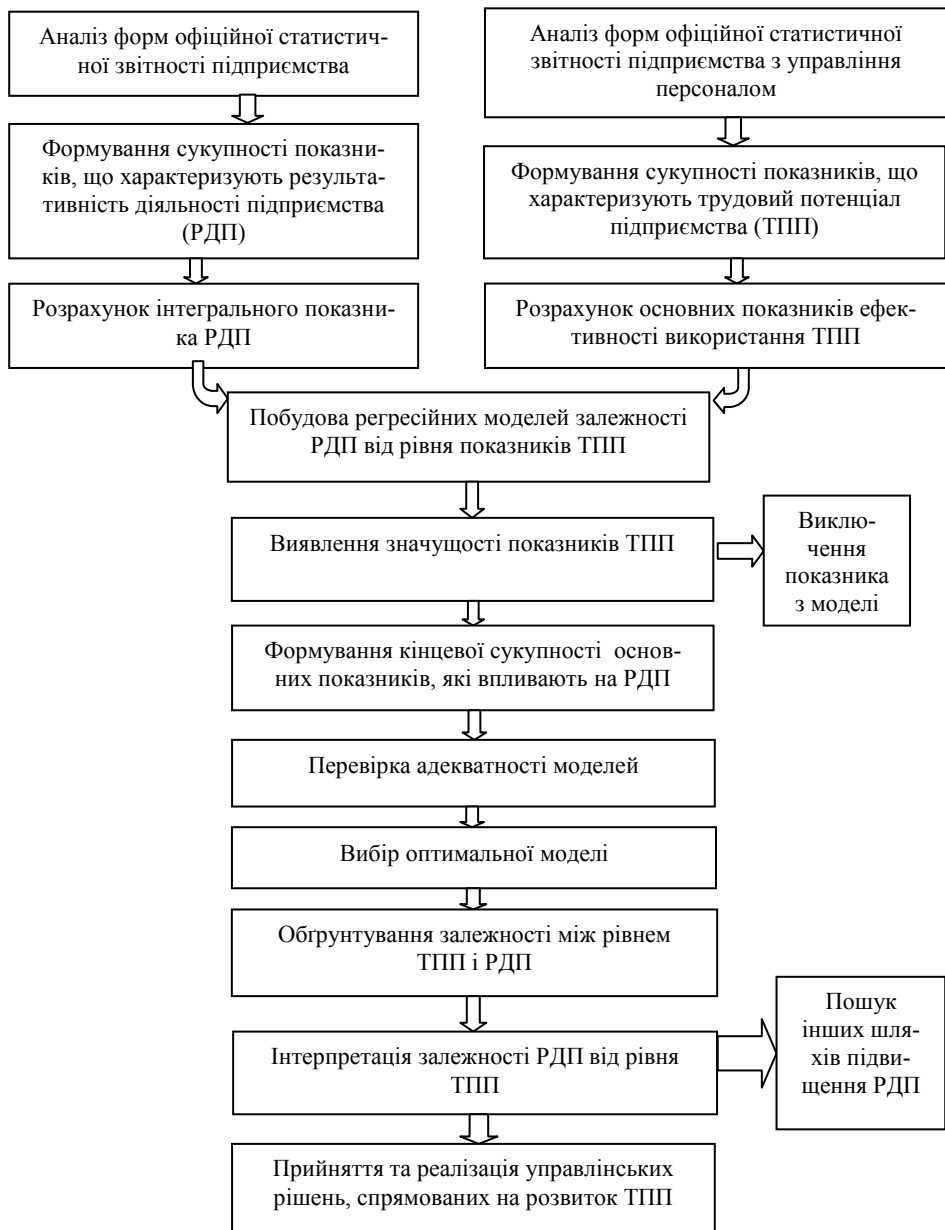 Аналіз форм офіційної статистич-
ної звітності підприємства
Аналіз форм офіційної статистичної
звітності підприємства з управління
персоналом
Формування сукупності показни-
ків, що характеризують результа-
тивність діяльності підприємства
(РДП)
Формування сукупності показників, що
характеризують трудовий потенціал
підприємства (ТПП)
Розрахунок інтегрального показни-
ка РДП
Розрахунок основних показників ефек-
тивності використання ТПП
Побудова регресійних моделей залежності
РДП від рівня показників ТПП
Виявлення значущості показників ТПП
Виклю-
чення
показника
з моделі
Формування кінцевої сукупності  основ-
них показників, які впливають на РДП
Перевірка адекватності моделей
Вибір оптимальної моделі
Обґрунтування залежності між рівнем
ТПП і РДП
Інтерпретація залежності РДП від рівня
ТПП
Пошук
інших шля-
хів підви-
щення РДП
Прийняття та реалізація управлінських
рішень, спрямованих на розвиток ТПП